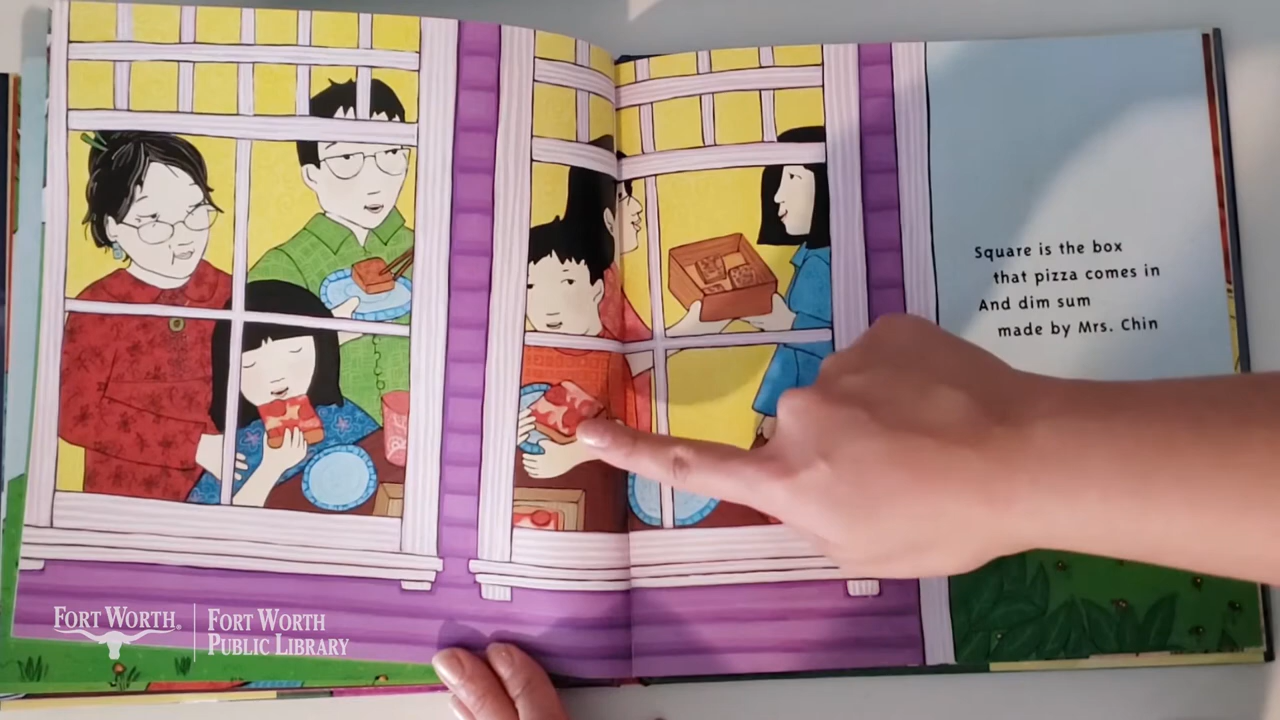 Square is the box
that pizza comes in
And dim sum
made by Mrs. Chin
FORT WORTH®
FORT WORTH
PUBLIC LIBRARY